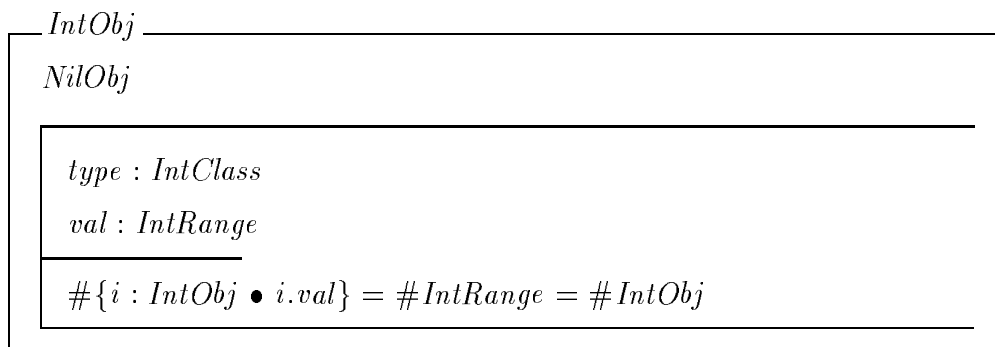 IntObj
NilObj
type : IntClass
val : IntRange
#{i : IntObj • i.val} = #IntRange = #IntObj